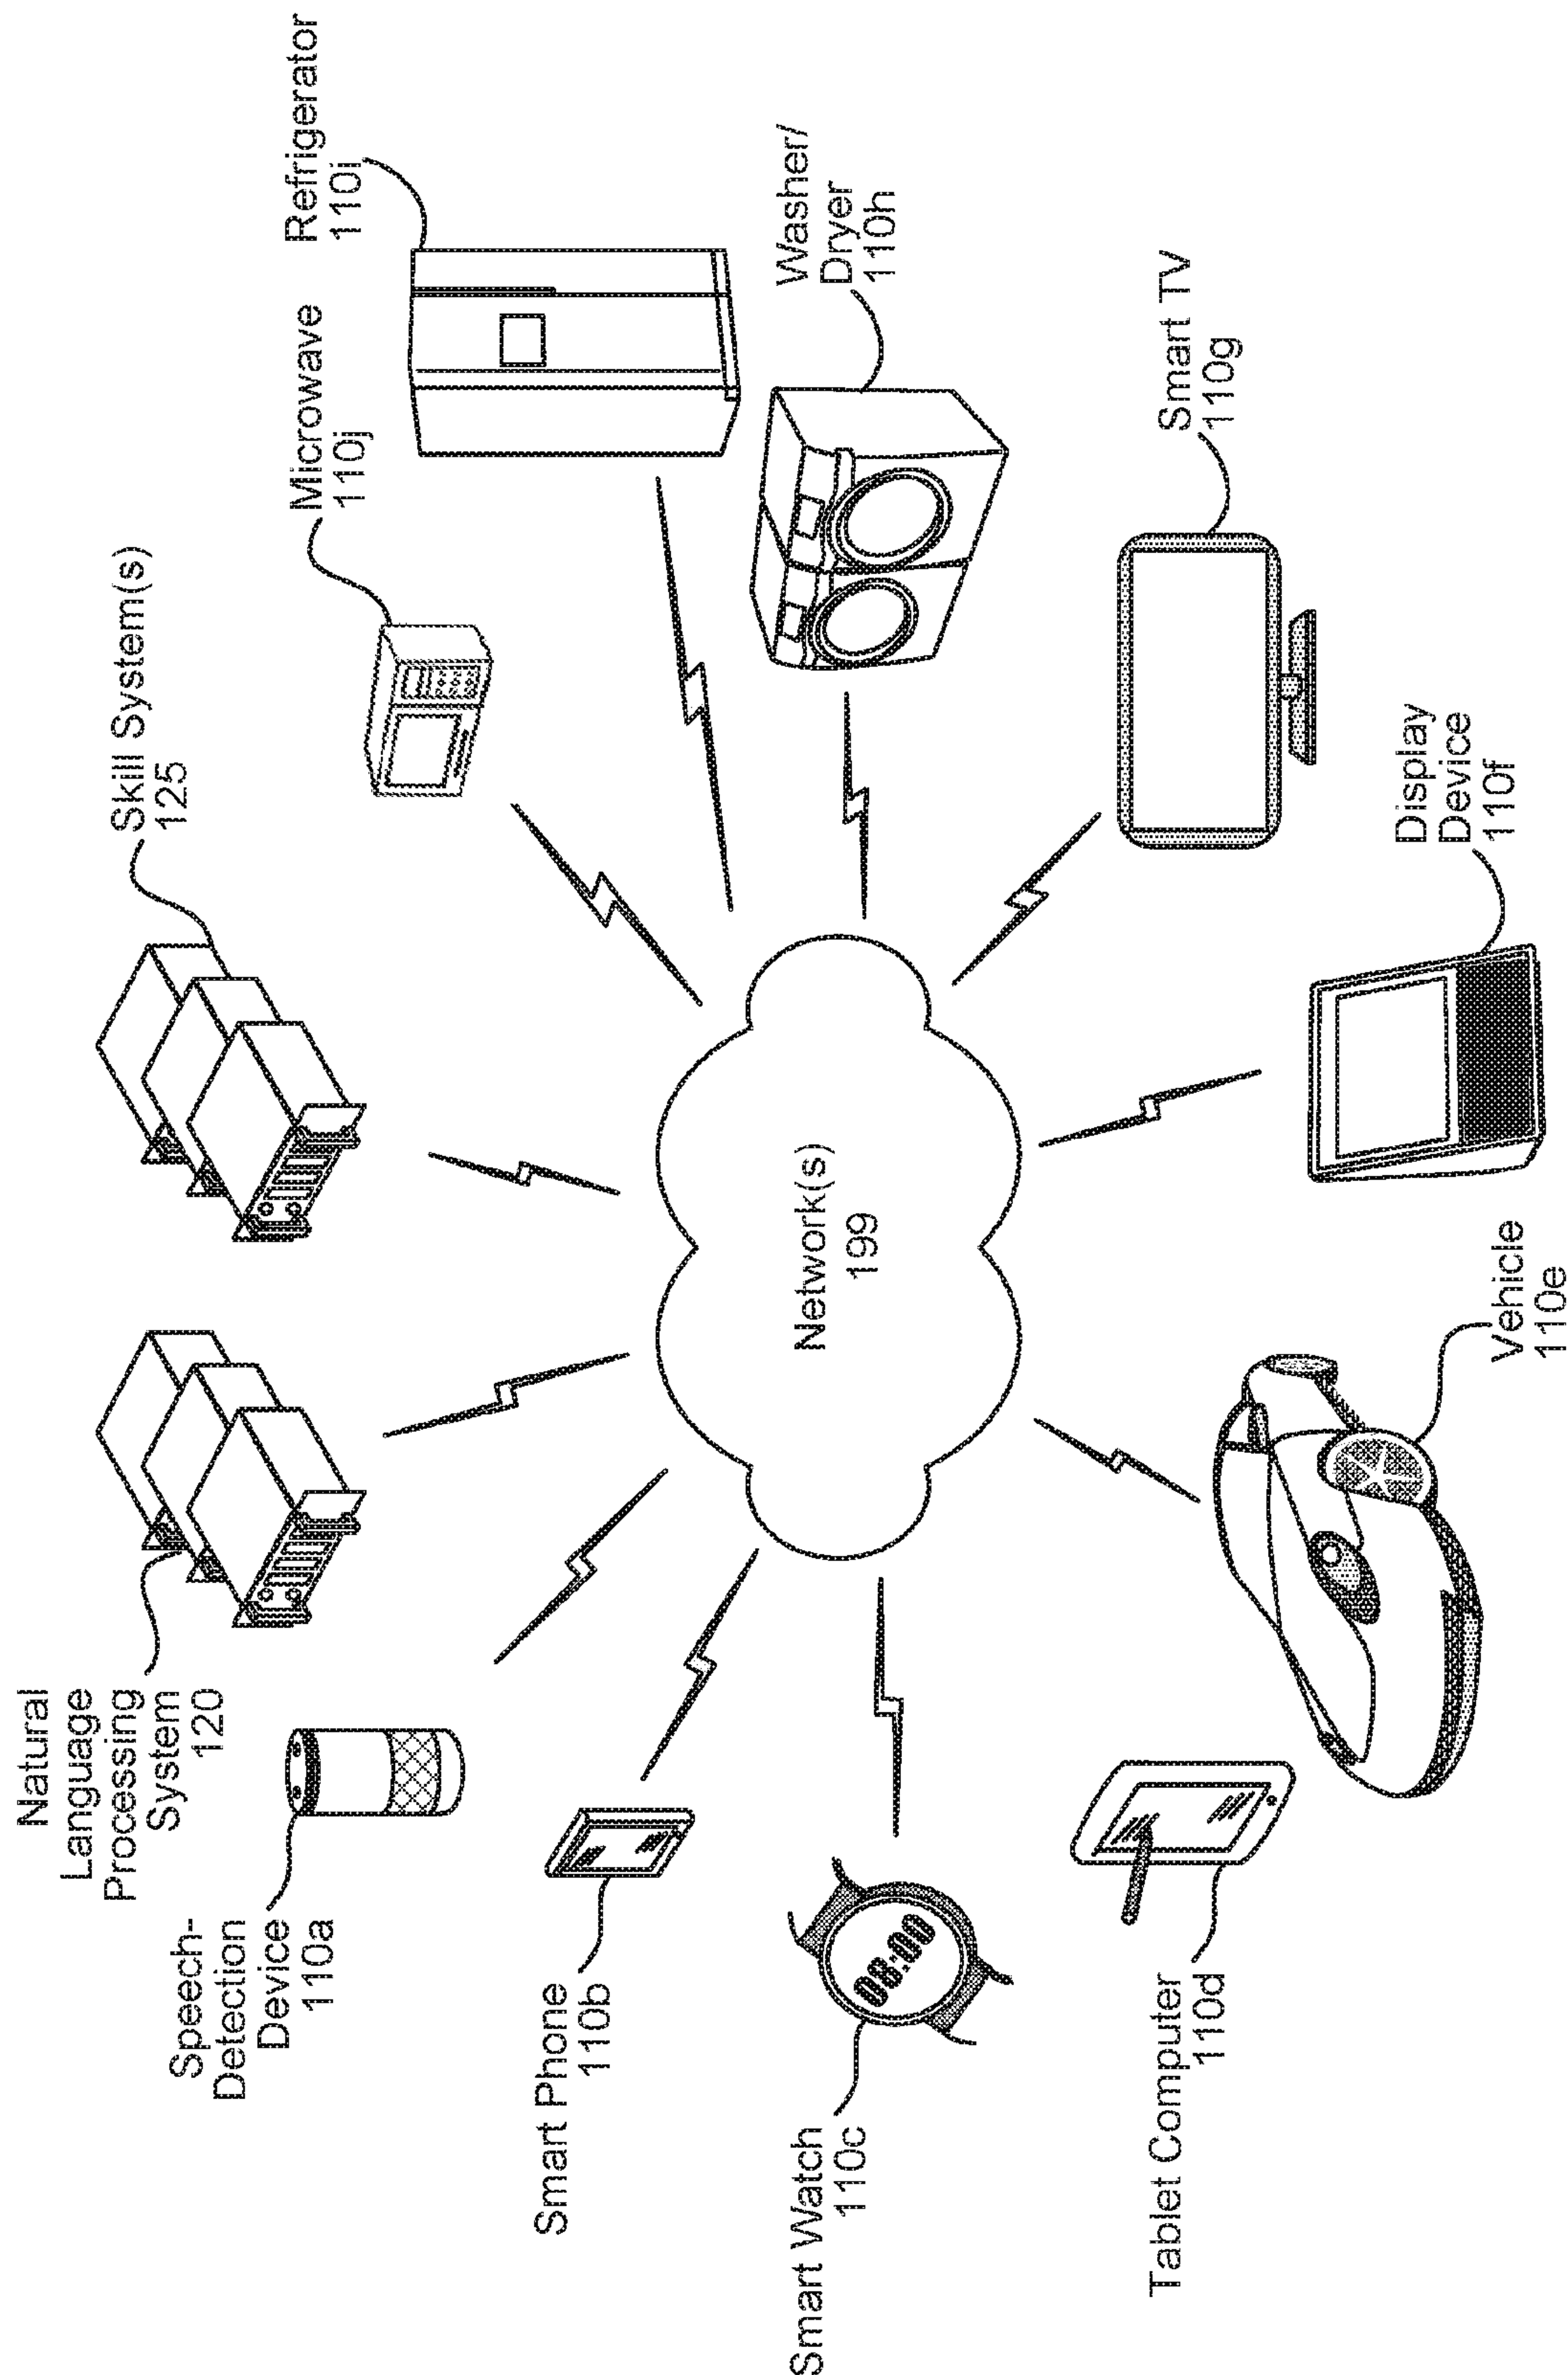 Natural
Language
Processing
System
120
Skill System(s)
125
Speech-
Detection
Device
110a
Microwave
110j
Refrigerator
110i
Smart Phone
110b
Washer/
Dryer
110h
Network(s)
199
Smart Watch
110c
08:00
Smart TV
110g
Tablet Computer
110d
Display
Device
110f
Vehicle
110e